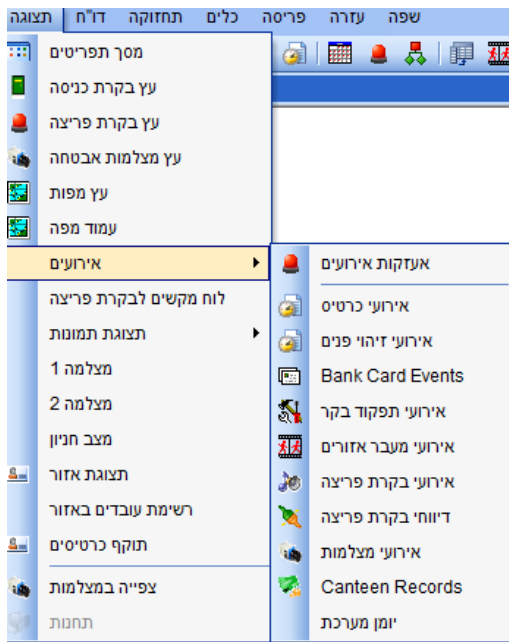 תצוגה דו"ח תחזוקה כלים פריסה עזרה שפה
מסך תפריטים
עץ בקרת כניסה
עץ בקרת פריצה
עץ מצלמות אבטחה
עץ מפות
עמוד מפה
אירועים
לוח מקשים לבקרת פריצה
תצוגת תמונות
מצלמה 1
מצלמה 2
מצב חניון
תצוגת אזור
רשימת עובדים באזור
תוקף כרטיסים
צפייה במצלמות
תחנות
אעזקות אירועים
אירועי כרטיס
אירועי זיהוי פנים
Bank Card Events
אירועי תפקוד בקר
אירועי מעבר אזורים
אירועי בקרת פריצה
דיווחי בקרת פריצה
אירועי מצלמות
Canteen Records
יומן מערכת